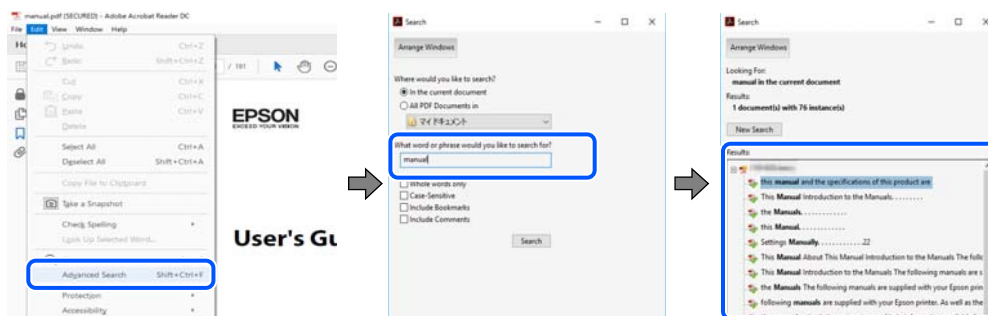 manual.pdf (SECURED) - Adobe Acrobat Reader DC
File Edit View Window Help
Undo Ctrl+Z
Redo Shift+Ctrl+Z
Cut Ctrl+X
Copy Ctrl+C
Paste Ctrl+V
Delete
Select All Ctrl+A
Deselect All Shift+Ctrl+A
Copy File to Clipboard
Take a Snapshot
Check Spelling
Look Up Selected Word...
Advanced Search Shift+Ctrl+F
Protection
Accessibility
/ 181
EPSON
EXCEED YOUR VISION
User's Gu
Search
Arrange Windows
Where would you like to search?
In the current document
All PDF Documents in
マイ ドキュメント
What word or phrase would you like to search for?
manual
Whole words only
Case-Sensitive
Include Bookmarks
Include Comments
Search
Search
Arrange Windows
Looking For:
manual in the current document
Results:
1 document(s) with 76 instance(s)
New Search
Results:
this manual and the specifications of this product are
This Manual Introduction to the Manuals. . . . . . . . .
the Manuals. . . . . . . . . . . . .
this Manual. . . . . . . . . . . . .
Settings Manually. . . . . . . . . . . . .22
This Manual About This Manual Introduction to the Manuals The follo
This Manual Introduction to the Manuals The following manuals are s
the Manuals The following manuals are supplied with your Epson prin
following manuals are supplied with your Epson printer. As well as the